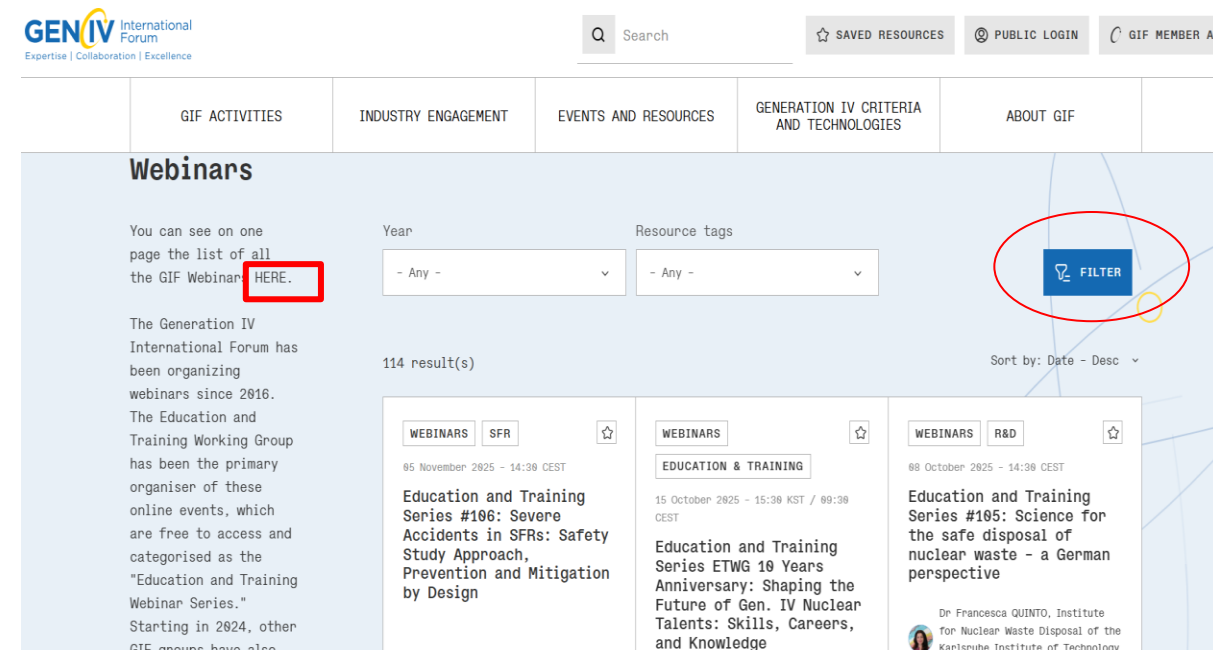 GEN IV International
Forum
Expertise | Collaboration | Excellence
Search
SAVED RESOURCES
PUBLIC LOGIN
GIF MEMBER A
GIF ACTIVITIES
INDUSTRY ENGAGEMENT
EVENTS AND RESOURCES
GENERATION IV CRITERIA
AND TECHNOLOGIES
ABOUT GIF
Webinars
You can see on one
page the list of all
the GIF Webinars HERE.
The Generation IV
International Forum has
been organizing
webinars since 2016.
The Education and
Training Working Group
has been the primary
organiser of these
online events, which
are free to access and
categorised as the
"Education and Training
Webinar Series."
Starting in 2024, other
GIF groups have also
Year
- Any -
Resource tags
- Any -
FILTER
114 result(s)
Sort by: Date - Desc
WEBINARS SFR
05 November 2025 - 14:30 CEST
Education and Training
Series #106: Severe
Accidents in SFRs: Safety
Study Approach,
Prevention and Mitigation
by Design
WEBINARS
EDUCATION & TRAINING
15 October 2025 - 15:30 KST / 09:30
CEST
Education and Training
Series ETWG 10 Years
Anniversary: Shaping the
Future of Gen. IV Nuclear
Talents: Skills, Careers,
and Knowledge
WEBINARS R&D
08 October 2025 - 14:30 CEST
Education and Training
Series #105: Science for
the safe disposal of
nuclear waste - a German
perspective
Dr Francesca QUINTO, Institute
for Nuclear Waste Disposal of the
Karlsruhe Institute of Technology